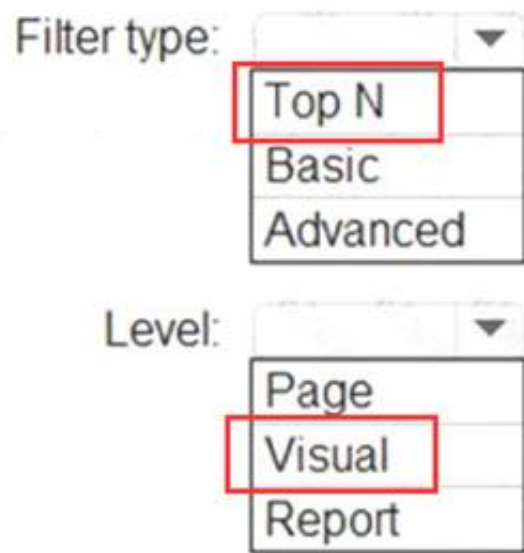 Filter type:
Top N
Basic
Advanced
Level:
Page
Visual
Report